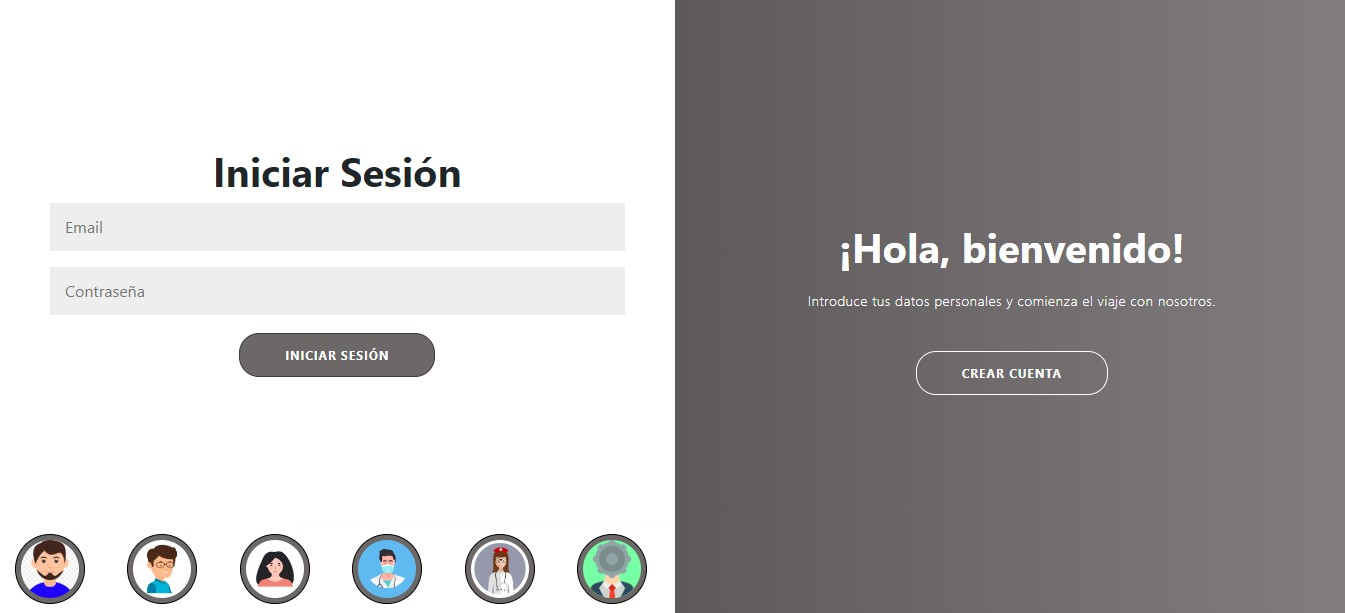 Iniciar Sesión
Email
Contraseña
INICIAR SESIÓN
¡Hola, bienvenido!
Introduce tus datos personales y comienza el viaje con nosotros.
CREAR CUENTA